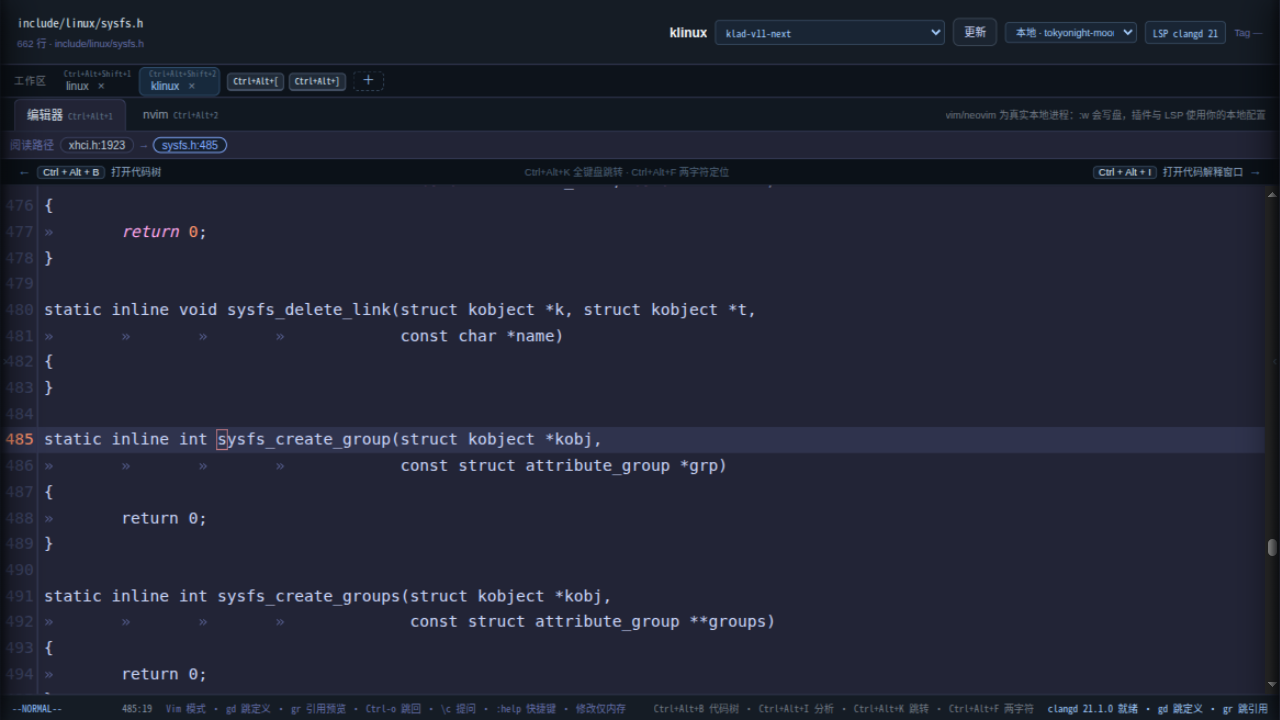 include/linux/sysfs.h
662 行 · include/linux/sysfs.h
klinux klad-v11-next 更新 本地 · tokyonight-moon LSP clangd 21 Tag —
工作区 Ctrl+Alt+Shift+1 linux × Ctrl+Alt+Shift+2 klinux × Ctrl+Alt+[ Ctrl+Alt+] +
编辑器 Ctrl+Alt+1 nvim Ctrl+Alt+2 vim/neovim 为真实本地进程：:w 会写盘，插件与 LSP 使用你的本地配置
阅读路径 xhci.h:1923 → sysfs.h:485
← Ctrl + Alt + B 打开代码树 Ctrl+Alt+K 全键盘跳转 · Ctrl+Alt+F 两字符定位 Ctrl + Alt + I 打开代码解释窗口 →
476 {
477 » return 0;
478 }
479
480 static inline void sysfs_delete_link(struct kobject *k, struct kobject *t,
481 » » » » const char *name)
482 {
483 }
484
485 static inline int sysfs_create_group(struct kobject *kobj,
486 » » » » const struct attribute_group *grp)
487 {
488 » return 0;
489 }
490
491 static inline int sysfs_create_groups(struct kobject *kobj,
492 » » » » const struct attribute_group **groups)
493 {
494 » return 0;
--NORMAL-- 485:19 Vim 模式 · gd 跳定义 · gr 引用预览 · Ctrl-o 跳回 · \c 提问 · :help 快捷键 · 修改仅内存 Ctrl+Alt+B 代码树 · Ctrl+Alt+I 分析 · Ctrl+Alt+K 跳转 · Ctrl+Alt+F 两字符 clangd 21.1.0 就绪 · gd 跳定义 · gr 跳引用